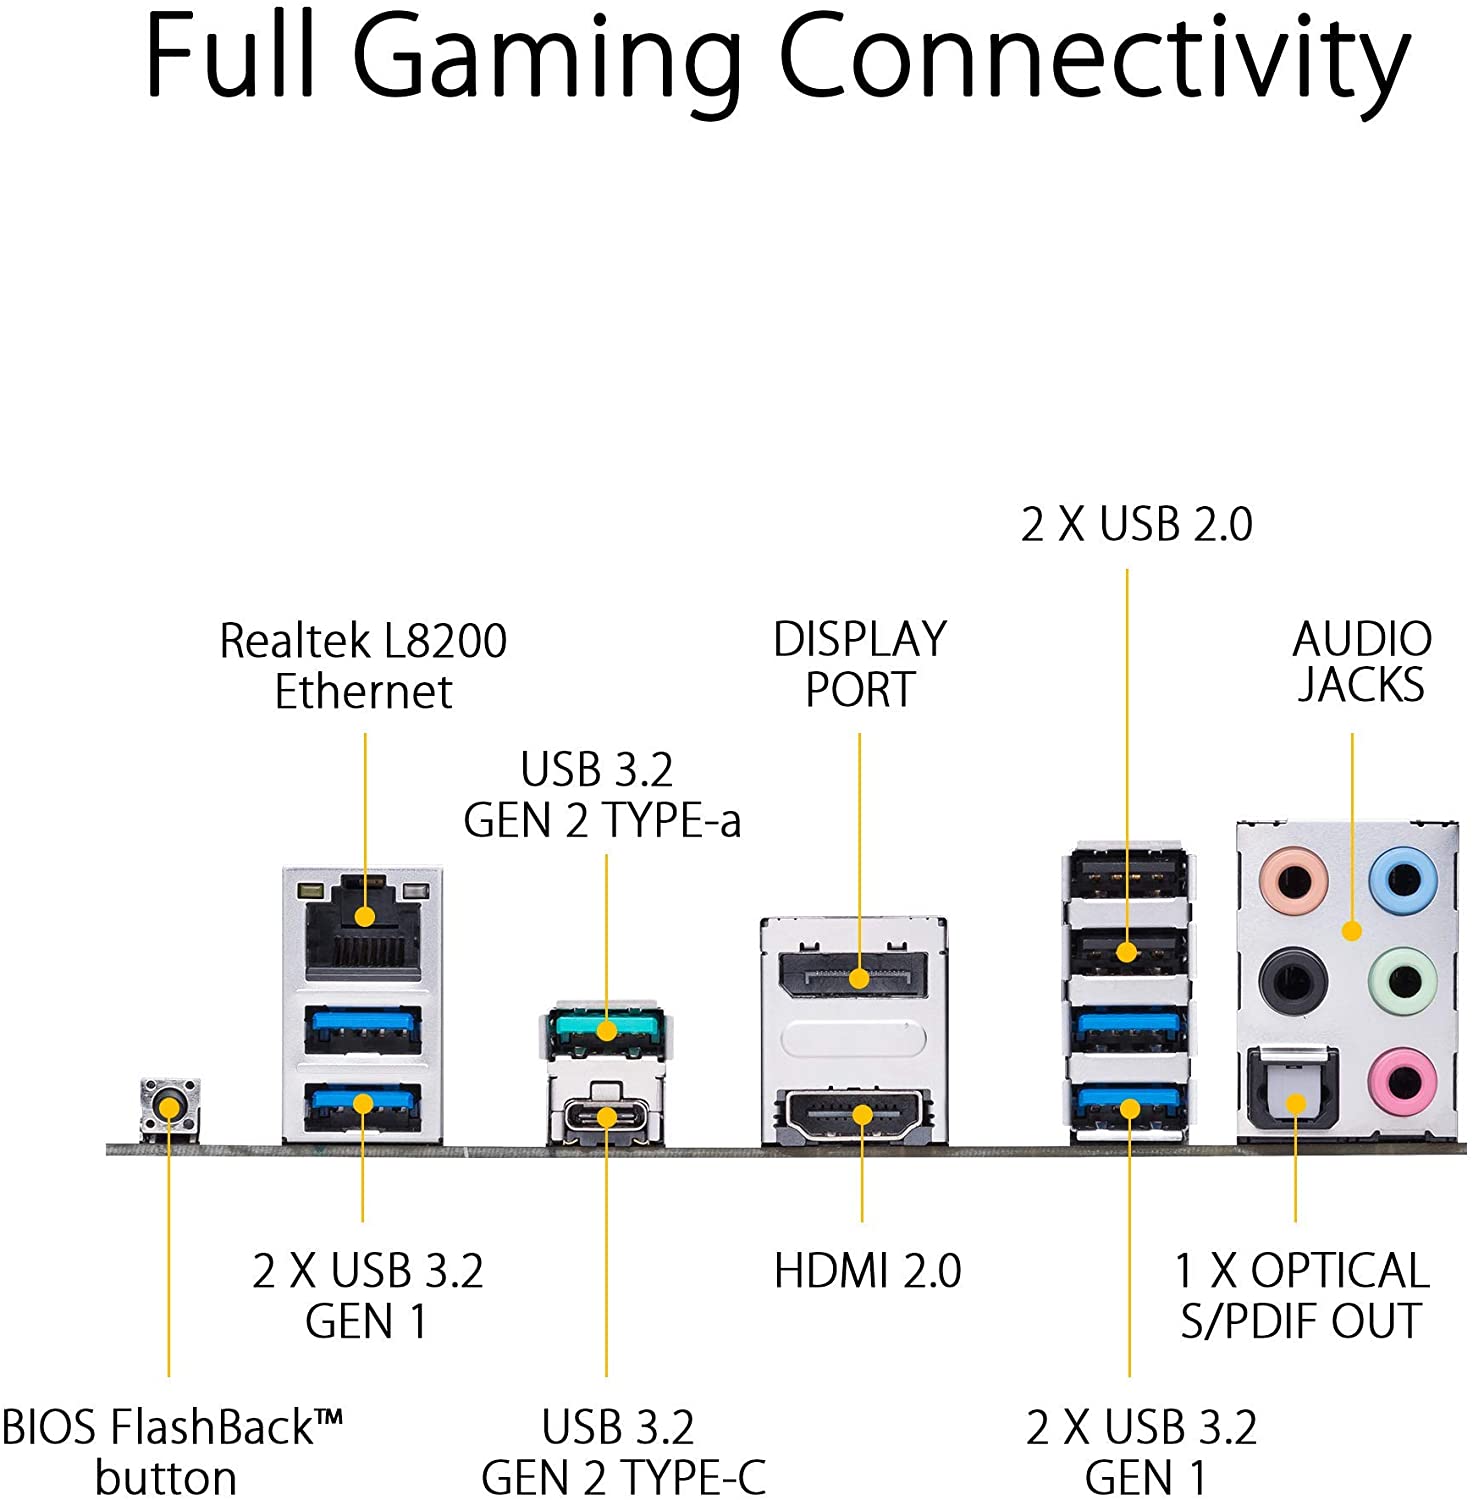 Full Gaming Connectivity
2 X USB 2.0
Realtek L8200
Ethernet
DISPLAY
PORT
AUDIO
JACKS
USB 3.2
GEN 2 TYPE-a
2 X USB 3.2
GEN 1
HDMI 2.0
1 X OPTICAL
S/PDIF OUT
BIOS FlashBack™
button
USB 3.2
GEN 2 TYPE-C
2 X USB 3.2
GEN 1